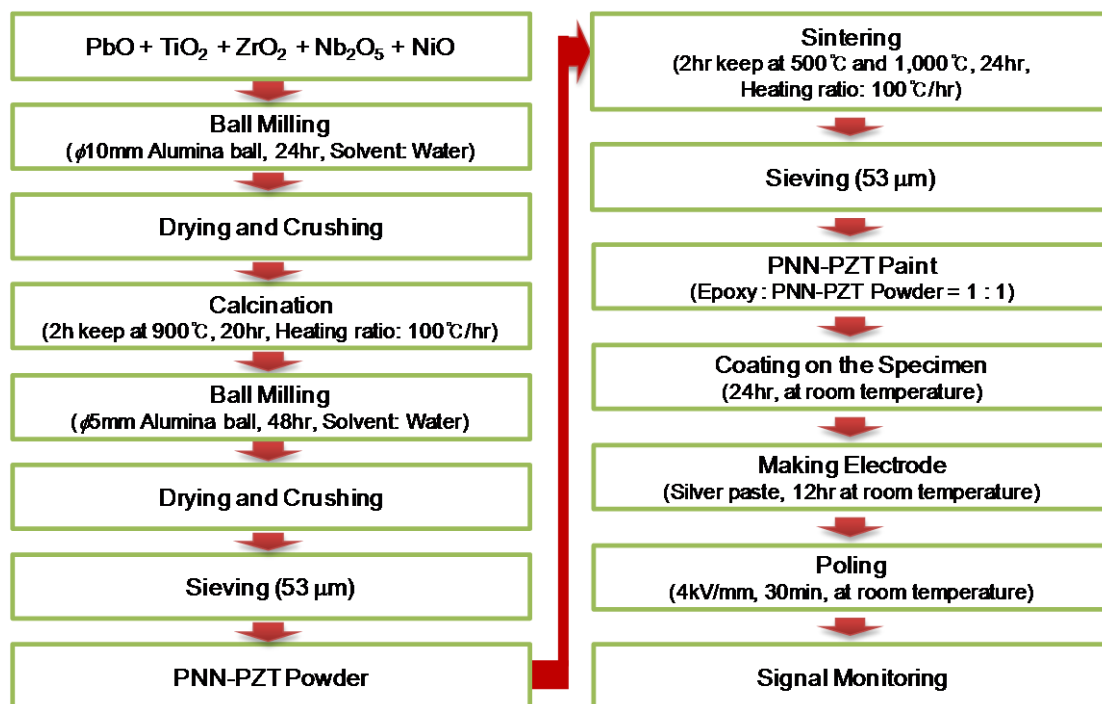 PbO + TiO₂ + ZrO₂ + Nb₂O₅ + NiO
Ball Milling
(ϕ10mm Alumina ball, 24hr, Solvent: Water)
Drying and Crushing
Calcination
(2h keep at 900℃, 20hr, Heating ratio: 100℃/hr)
Ball Milling
(ϕ5mm Alumina ball, 48hr, Solvent: Water)
Drying and Crushing
Sieving (53 μm)
PNN-PZT Powder
Sintering
(2hr keep at 500℃ and 1,000℃, 24hr,
Heating ratio: 100℃/hr)
Sieving (53 μm)
PNN-PZT Paint
(Epoxy : PNN-PZT Powder = 1 : 1)
Coating on the Specimen
(24hr, at room temperature)
Making Electrode
(Silver paste, 12hr at room temperature)
Poling
(4kV/mm, 30min, at room temperature)
Signal Monitoring